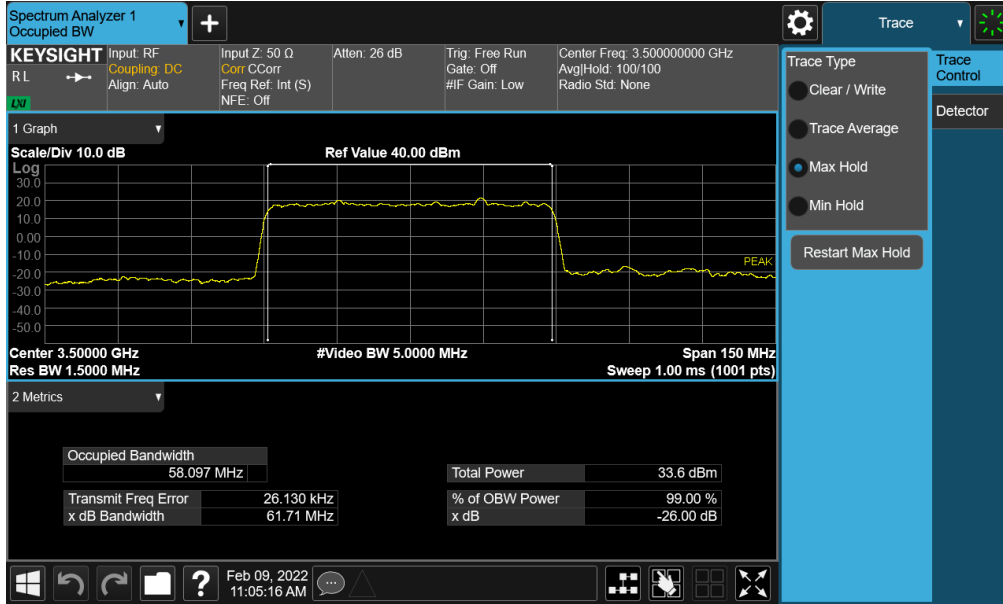 Spectrum Analyzer 1
Occupied BW
+
Trace
KEYSIGHT
RL
LXI
Input: RF
Coupling: DC
Align: Auto
Input Z: 50 Ω
Corr CCorr
Freq Ref: Int (S)
NFE: Off
Atten: 26 dB
Trig: Free Run
Gate: Off
#IF Gain: Low
Center Freq: 3.500000000 GHz
Avg|Hold: 100/100
Radio Std: None
Trace Type
Clear / Write
Trace Average
Max Hold
Min Hold
Restart Max Hold
Trace
Control
Detector
1 Graph
Scale/Div 10.0 dB
Ref Value 40.00 dBm
Log
30.0
20.0
10.0
0.00
-10.0
-20.0
-30.0
-40.0
-50.0
PEAK
Center 3.50000 GHz
#Video BW 5.0000 MHz
Span 150 MHz
Res BW 1.5000 MHz
Sweep 1.00 ms (1001 pts)
2 Metrics
Occupied Bandwidth
58.097 MHz
Total Power 33.6 dBm
Transmit Freq Error 26.130 kHz
% of OBW Power 99.00 %
x dB Bandwidth 61.71 MHz
x dB -26.00 dB
?
Feb 09, 2022
11:05:16 AM